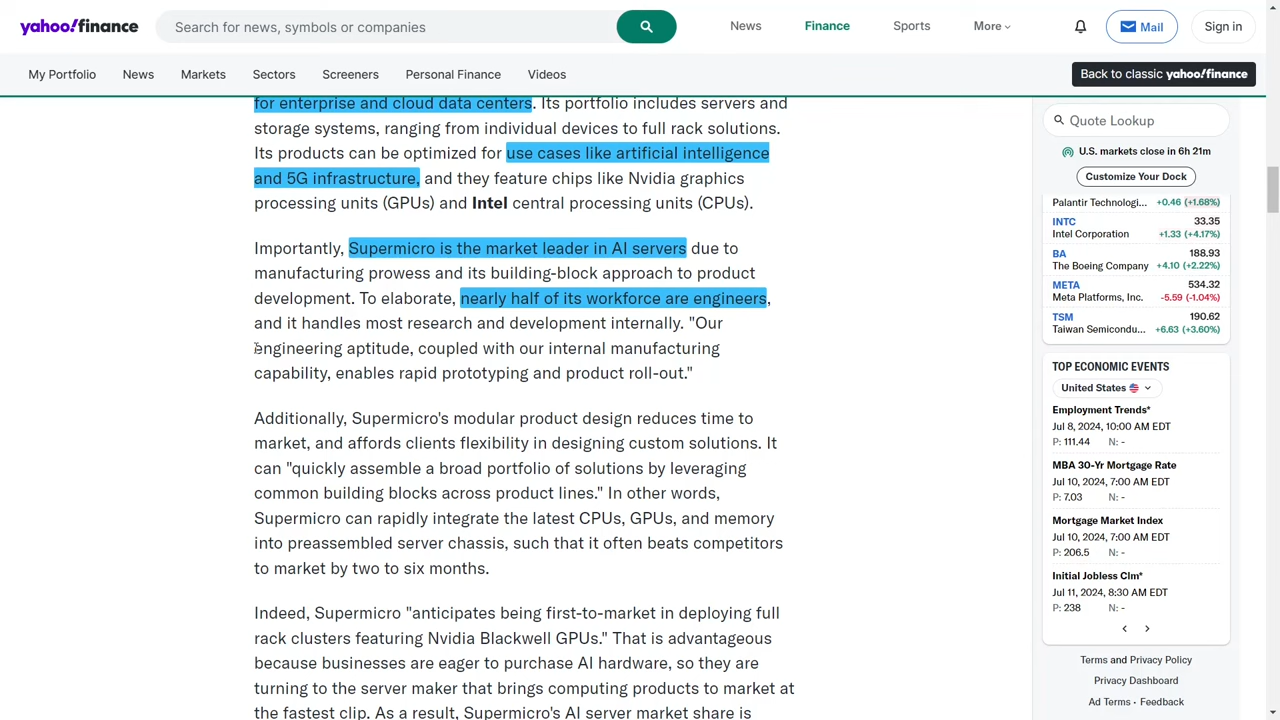 yahoo!finance
Search for news, symbols or companies
News
Finance
Sports
More
Mail
Sign in
My Portfolio
News
Markets
Sectors
Screeners
Personal Finance
Videos
Back to classic yahoo!finance
for enterprise and cloud data centers. Its portfolio includes servers and
storage systems, ranging from individual devices to full rack solutions.
Its products can be optimized for use cases like artificial intelligence
and 5G infrastructure, and they feature chips like Nvidia graphics
processing units (GPUs) and Intel central processing units (CPUs).
Importantly, Supermicro is the market leader in AI servers due to
manufacturing prowess and its building-block approach to product
development. To elaborate, nearly half of its workforce are engineers,
and it handles most research and development internally. "Our
engineering aptitude, coupled with our internal manufacturing
capability, enables rapid prototyping and product roll-out."
Additionally, Supermicro's modular product design reduces time to
market, and affords clients flexibility in designing custom solutions. It
can "quickly assemble a broad portfolio of solutions by leveraging
common building blocks across product lines." In other words,
Supermicro can rapidly integrate the latest CPUs, GPUs, and memory
into preassembled server chassis, such that it often beats competitors
to market by two to six months.
Indeed, Supermicro "anticipates being first-to-market in deploying full
rack clusters featuring Nvidia Blackwell GPUs." That is advantageous
because businesses are eager to purchase AI hardware, so they are
turning to the server maker that brings computing products to market at
the fastest clip. As a result, Supermicro's AI server market share is
Quote Lookup
U.S. markets close in 6h 21m
Customize Your Dock
Palantir Technologi... +0.46 (+1.68%)
INTC 33.35
Intel Corporation +1.33 (+4.17%)
BA 188.93
The Boeing Company +4.10 (+2.22%)
META 534.32
Meta Platforms, Inc. -5.59 (-1.04%)
TSM 190.62
Taiwan Semicondu... +6.63 (+3.60%)
TOP ECONOMIC EVENTS
United States
Employment Trends*
Jul 8, 2024, 10:00 AM EDT
P: 111.44 N: -
MBA 30-Yr Mortgage Rate
Jul 10, 2024, 7:00 AM EDT
P: 7.03 N: -
Mortgage Market Index
Jul 10, 2024, 7:00 AM EDT
P: 206.5 N: -
Initial Jobless Clm*
Jul 11, 2024, 8:30 AM EDT
P: 238 N: -
Terms and Privacy Policy
Privacy Dashboard
Ad Terms • Feedback